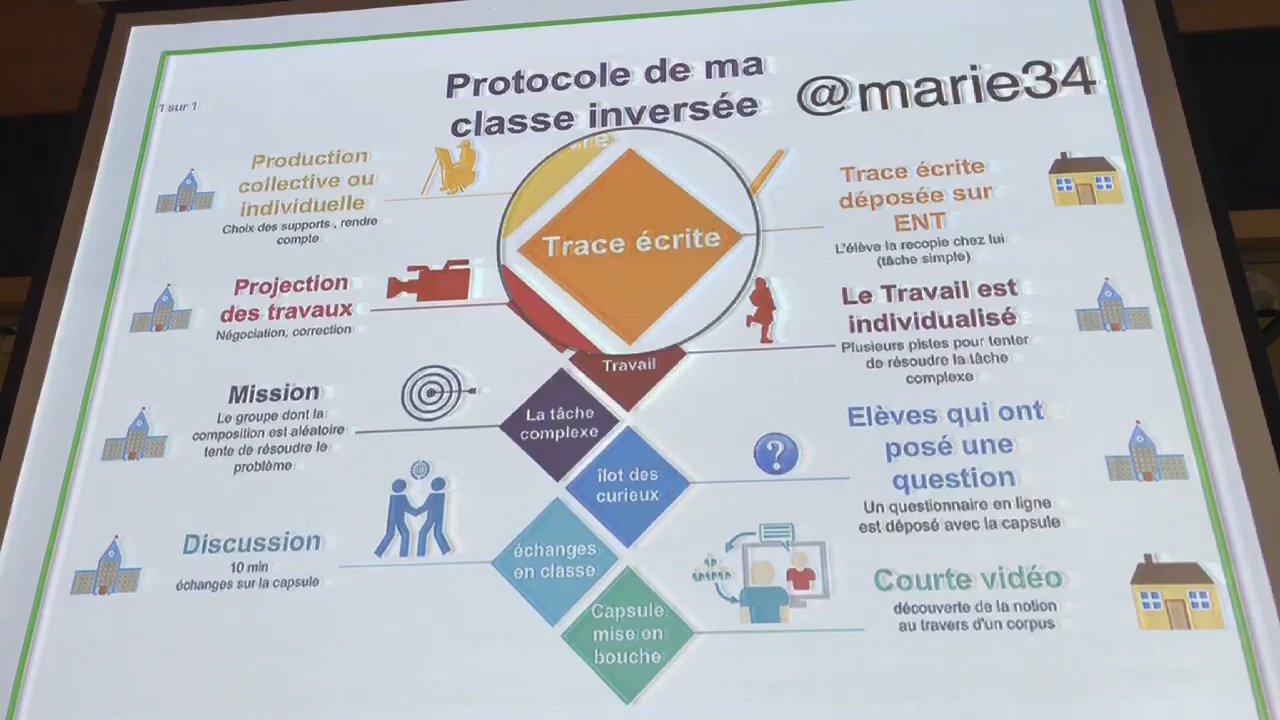 1 sur 1
Protocole de ma
classe inversée
@marie34
Production
collective ou
individuelle
Choix des supports, rendre
compte
Trace écrite
Trace écrite
déposée sur
ENT
L'élève la recopie chez lui
(tâche simple)
Projection
des travaux
Négociation, correction
Travail
Le Travail est
individualisé
Plusieurs pistes pour tenter
de résoudre la tâche
complexe
Mission
Le groupe dont la
composition est aléatoire
tente de résoudre le
problème
La tâche
complexe
îlot des
curieux
Elèves qui ont
posé une
question
Un questionnaire en ligne
est déposé avec la capsule
Discussion
10 min
échanges sur la capsule
échanges
en classe
Capsule
mise en
bouche
Courte vidéo
découverte de la notion
au travers d'un corpus